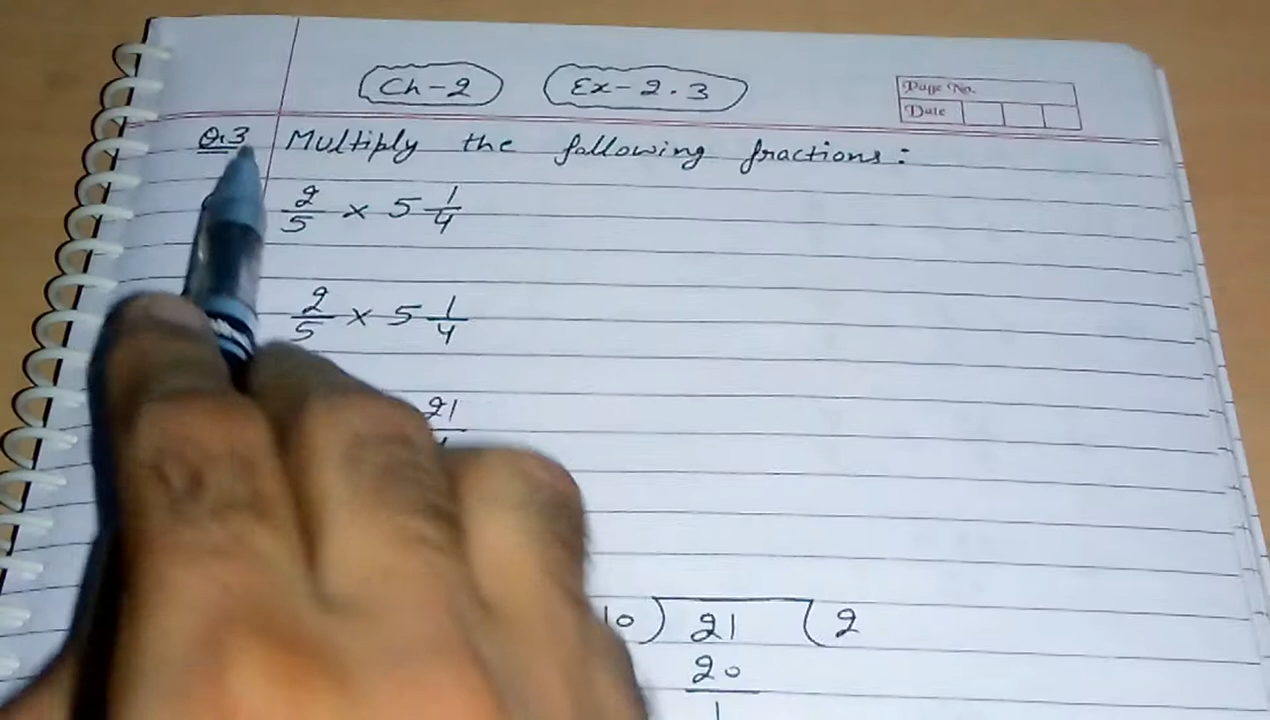 Ch-2 Ex-2.3
Page No.
Date
Q.3 Multiply the following fractions:
2/5 × 5 1/4
2/5 × 5 1/4
21
10 ) 21 ( 2
20
1